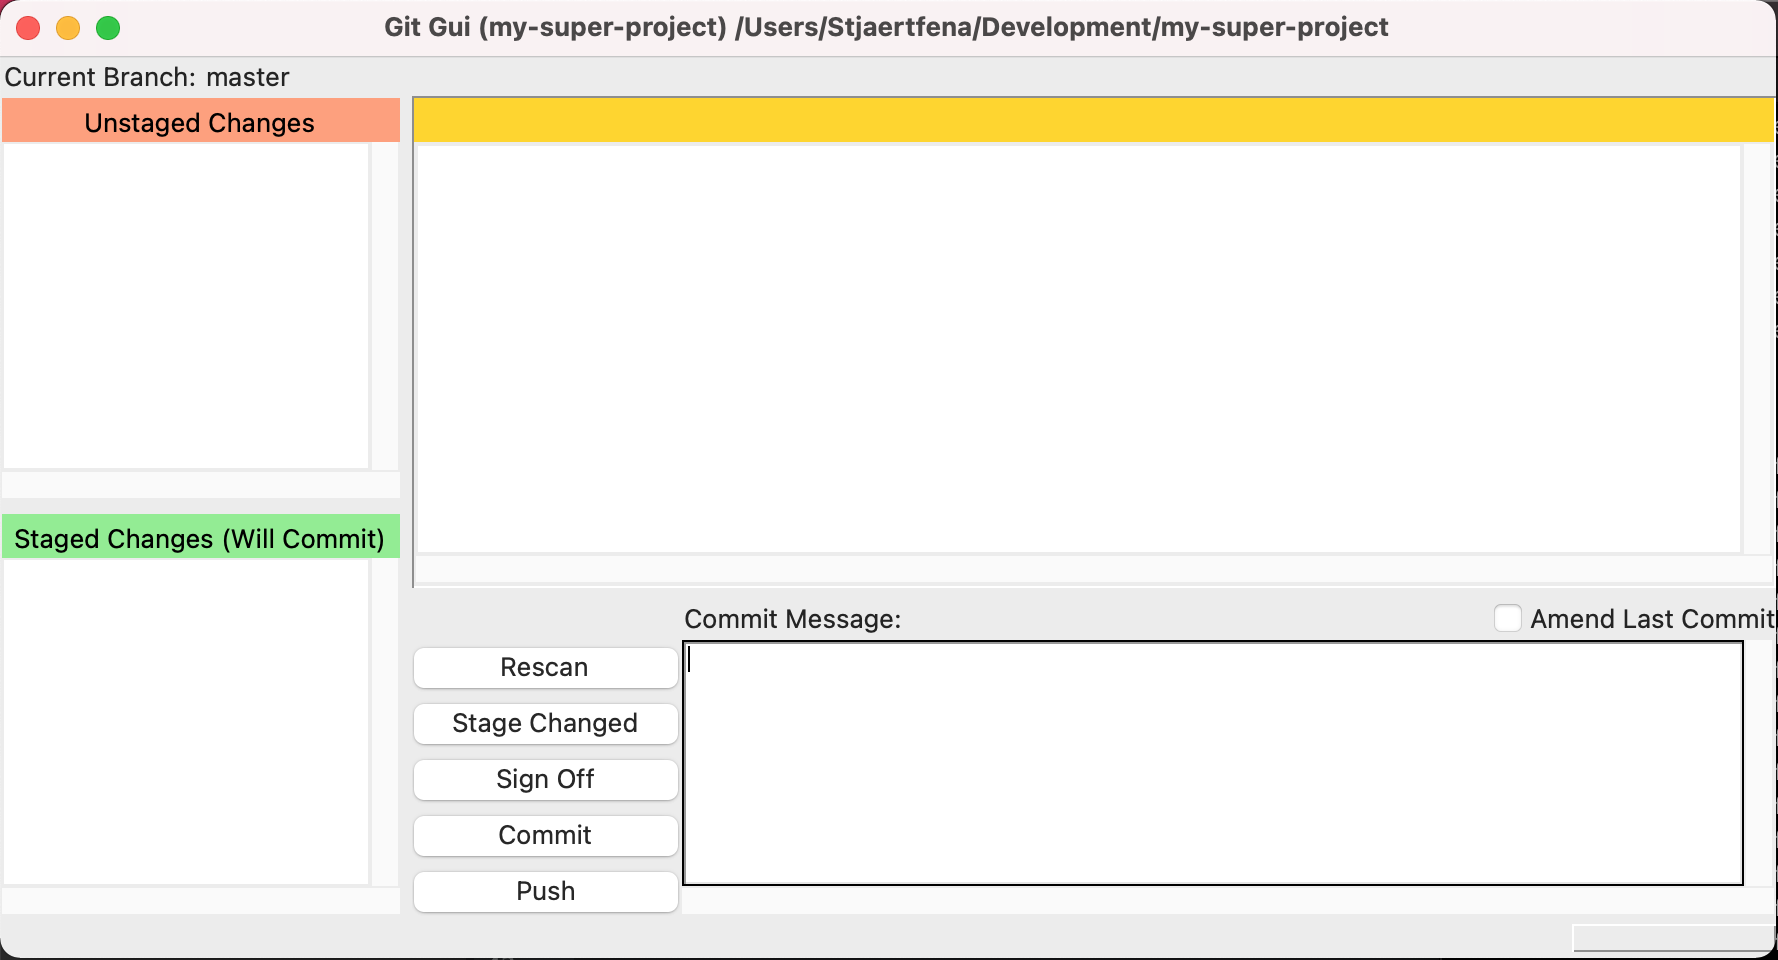 Git Gui (my-super-project) /Users/Stjaertfena/Development/my-super-project
Current Branch: master
Unstaged Changes
Staged Changes (Will Commit)
Commit Message:
Amend Last Commit
Rescan
Stage Changed
Sign Off
Commit
Push